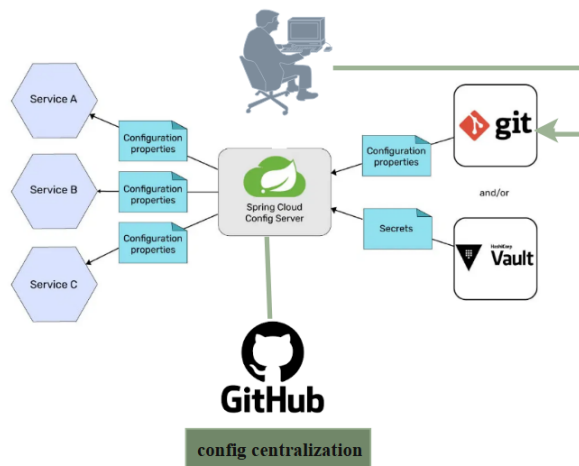 Service A
Configuration
properties
Service B
Configuration
properties
Service C
Configuration
properties
Spring Cloud
Config Server
Configuration
properties
git
and/or
Secrets
HashiCorp
Vault
GitHub
config centralization